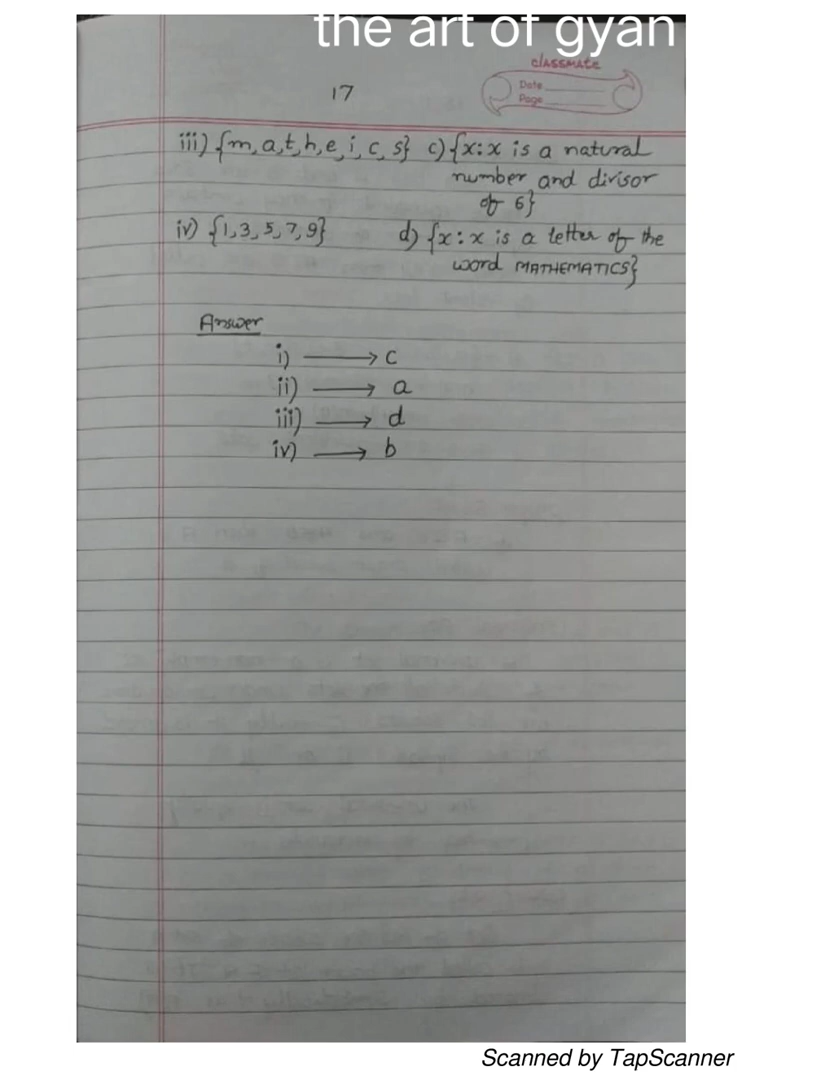 the art of gyan
classmate
Date
Page
17
iii) {m, a, t, h, e, i, c, s} c) {x: x is a natural
number and divisor
of 6}
iv) {1, 3, 5, 7, 9} d) {x: x is a letter of the
word MATHEMATICS}
Answer
i) ⟶ c
ii) ⟶ a
iii) ⟶ d
iv) ⟶ b
Scanned by TapScanner